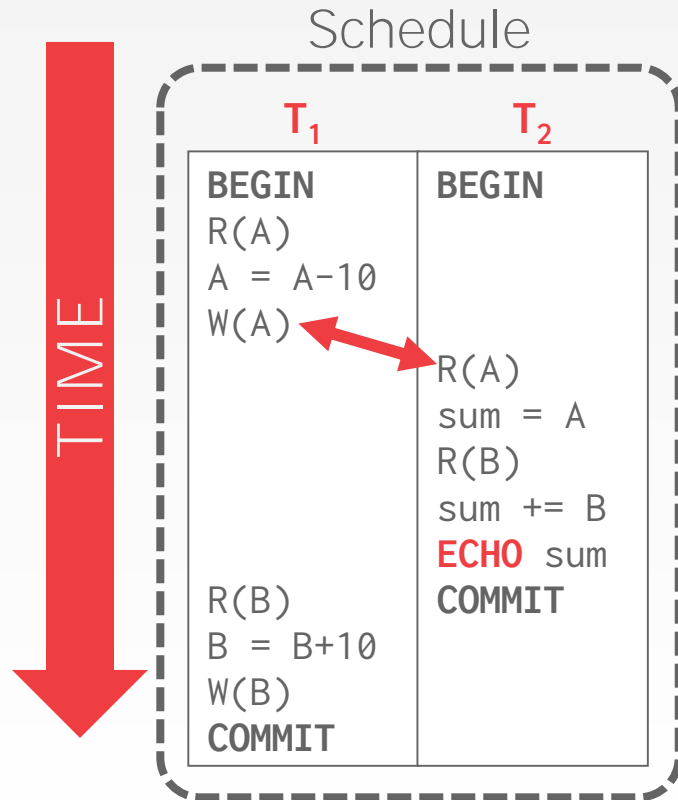 Schedule
TIME
T₁ T₂
BEGIN BEGIN
R(A)
A = A-10
W(A)
R(A)
sum = A
R(B)
sum += B
ECHO sum
R(B) COMMIT
B = B+10
W(B)
COMMIT